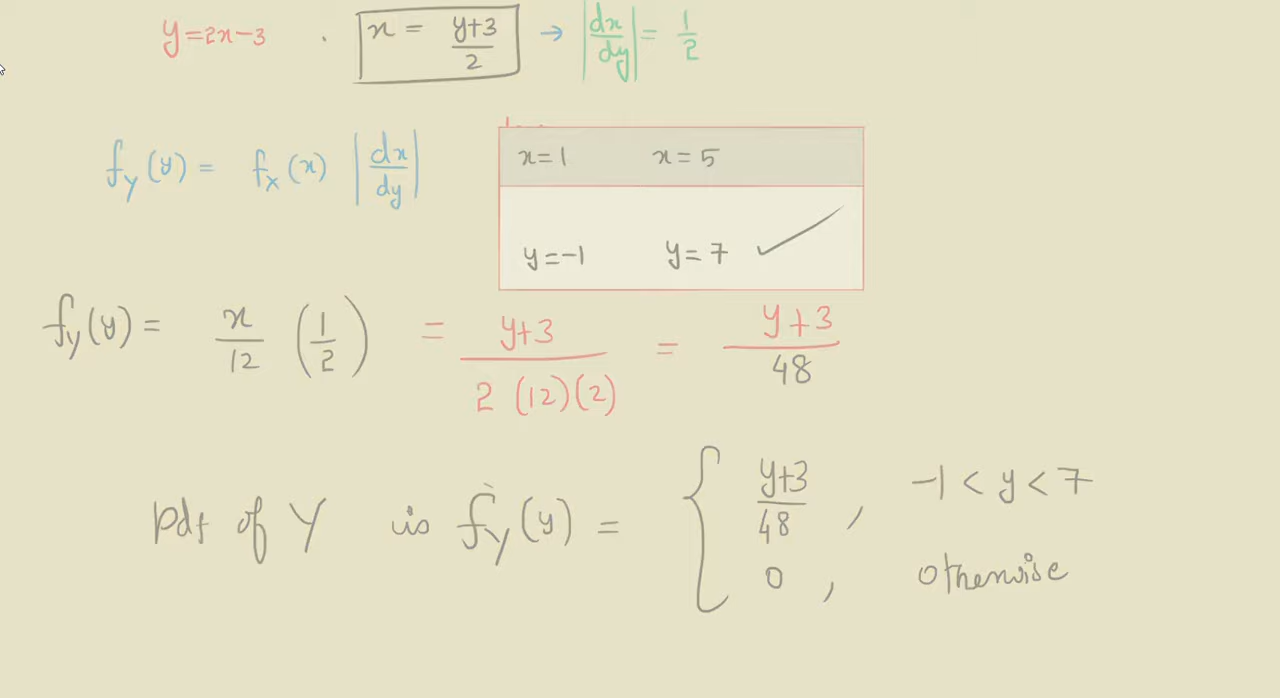 y=2x-3 . x = y+3/2 → |dx/dy| = 1/2
f_Y(y) = f_X(x) |dx/dy|
x=1 x=5
y=-1 y=7 ✓
f_Y(y) = x/12 (1/2) = y+3/2(12)(2) = y+3/48
Pdf of Y is f_Y(y) = { y+3/48 , -1 < y < 7
0 , otherwise